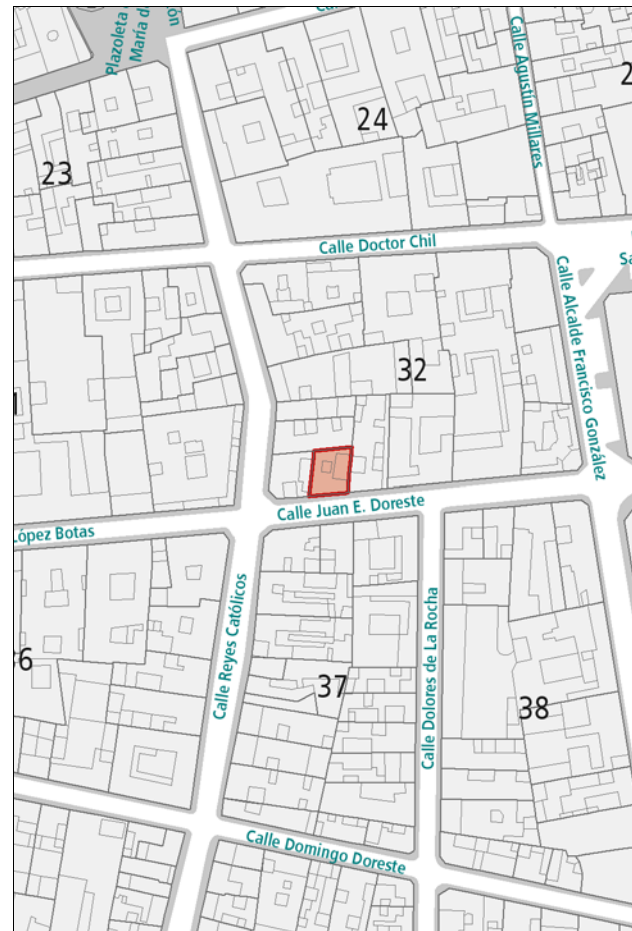 Plazoleta
María de
ón
Calle Agustín Millares
24
23
Calle Doctor Chil
Calle Alcalde Francisco González
32
Calle Juan E. Doreste
López Botas
Calle Reyes Católicos
Calle Dolores de La Rocha
37
38
Calle Domingo Doreste